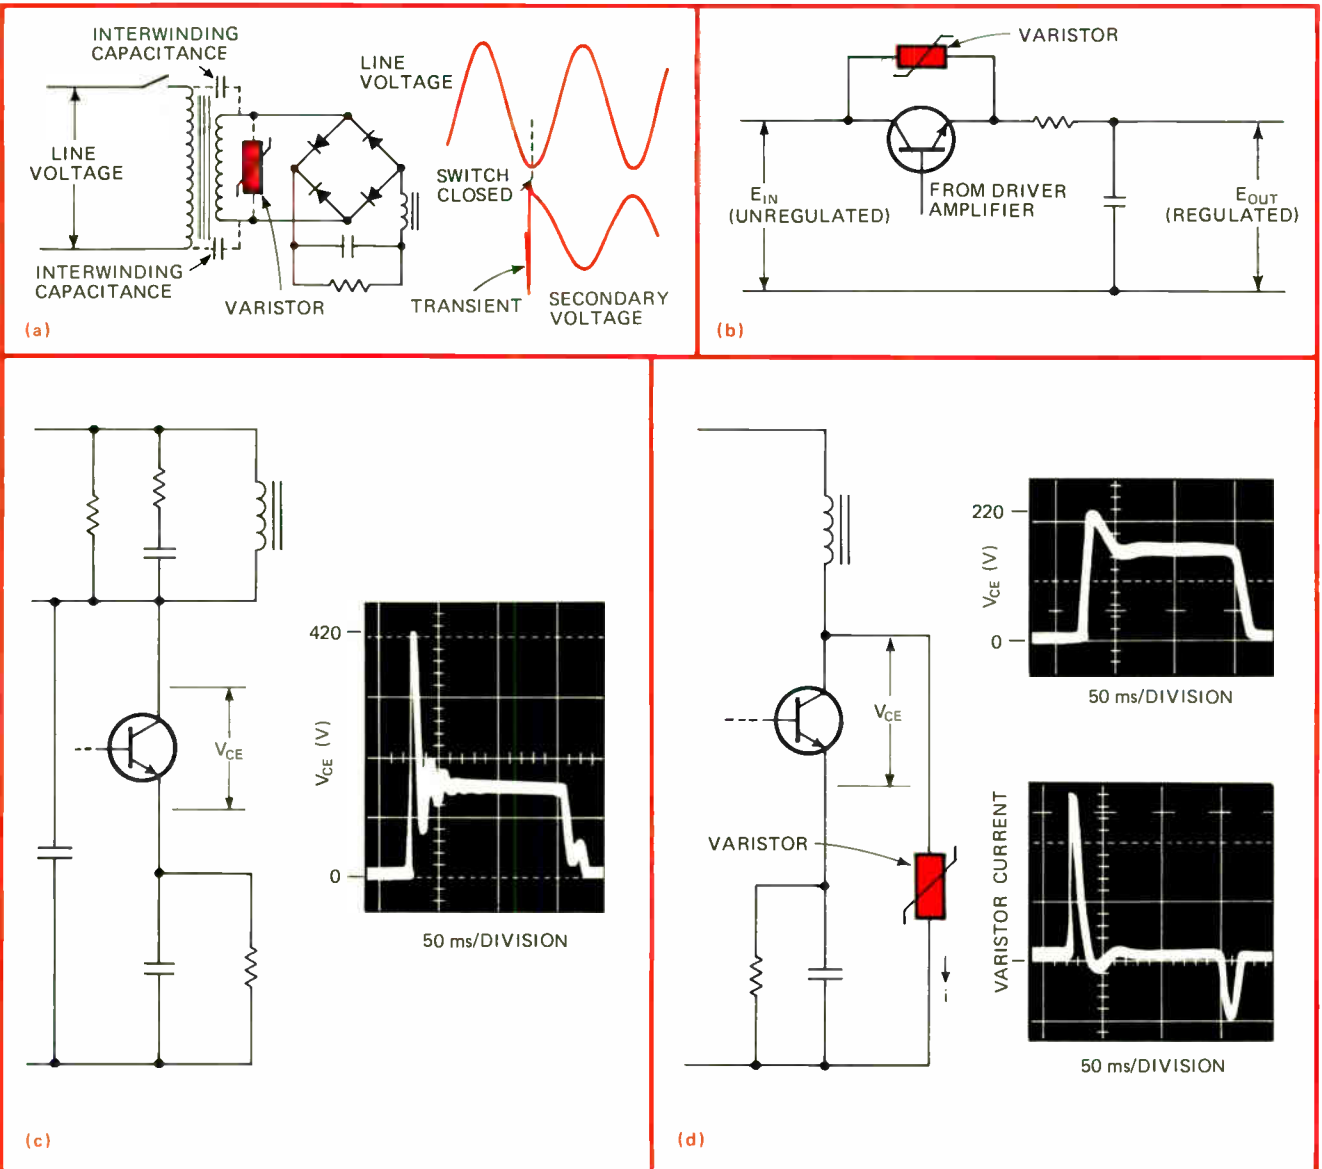 INTERWINDING
CAPACITANCE
LINE
VOLTAGE
LINE
VOLTAGE
SWITCH
CLOSED
INTERWINDING
CAPACITANCE
VARISTOR
TRANSIENT
SECONDARY
VOLTAGE
(a)
VARISTOR
EIN
(UNREGULATED)
FROM DRIVER
AMPLIFIER
EOUT
(REGULATED)
(b)
VCE
420
VCE (V)
0
50 ms/DIVISION
(c)
VCE
VARISTOR
i
220
VCE (V)
0
50 ms/DIVISION
VARISTOR CURRENT
50 ms/DIVISION
(d)